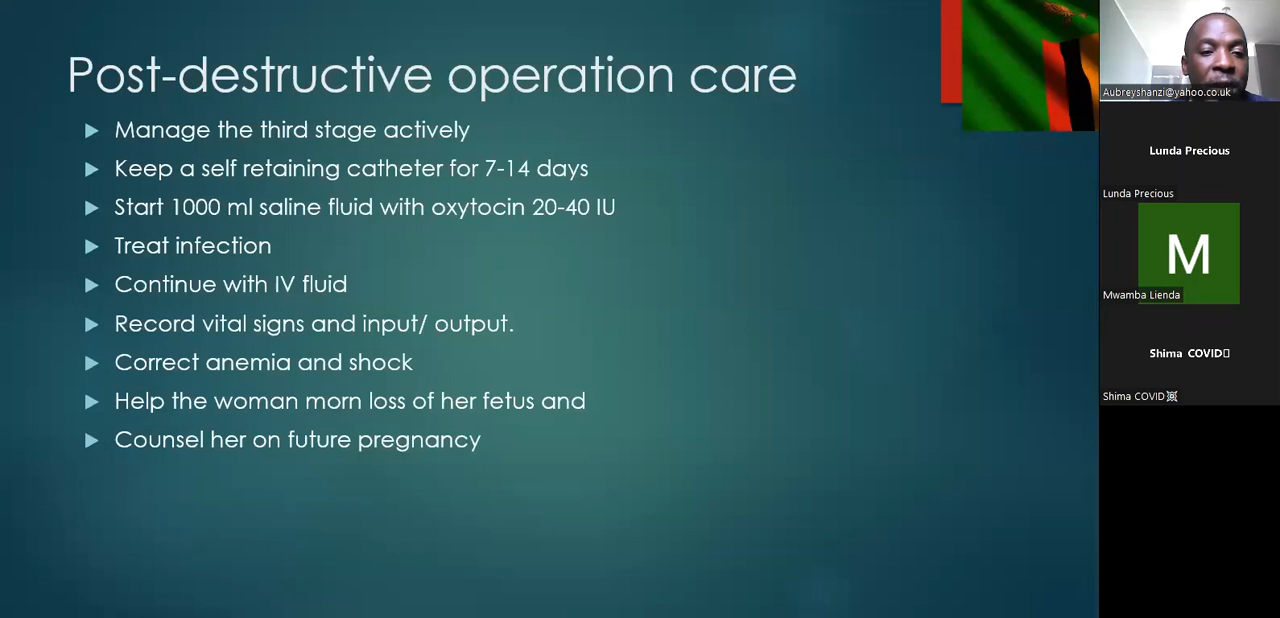 Post-destructive operation care
Manage the third stage actively
Keep a self retaining catheter for 7-14 days
Start 1000 ml saline fluid with oxytocin 20-40 IU
Treat infection
Continue with IV fluid
Record vital signs and input/ output.
Correct anemia and shock
Help the woman morn loss of her fetus and
Counsel her on future pregnancy
Aubreyshanzi@yahoo.co.uk
Lunda Precious
Lunda Precious
M
Mwamba Lienda
Shima COVID
Shima COVID